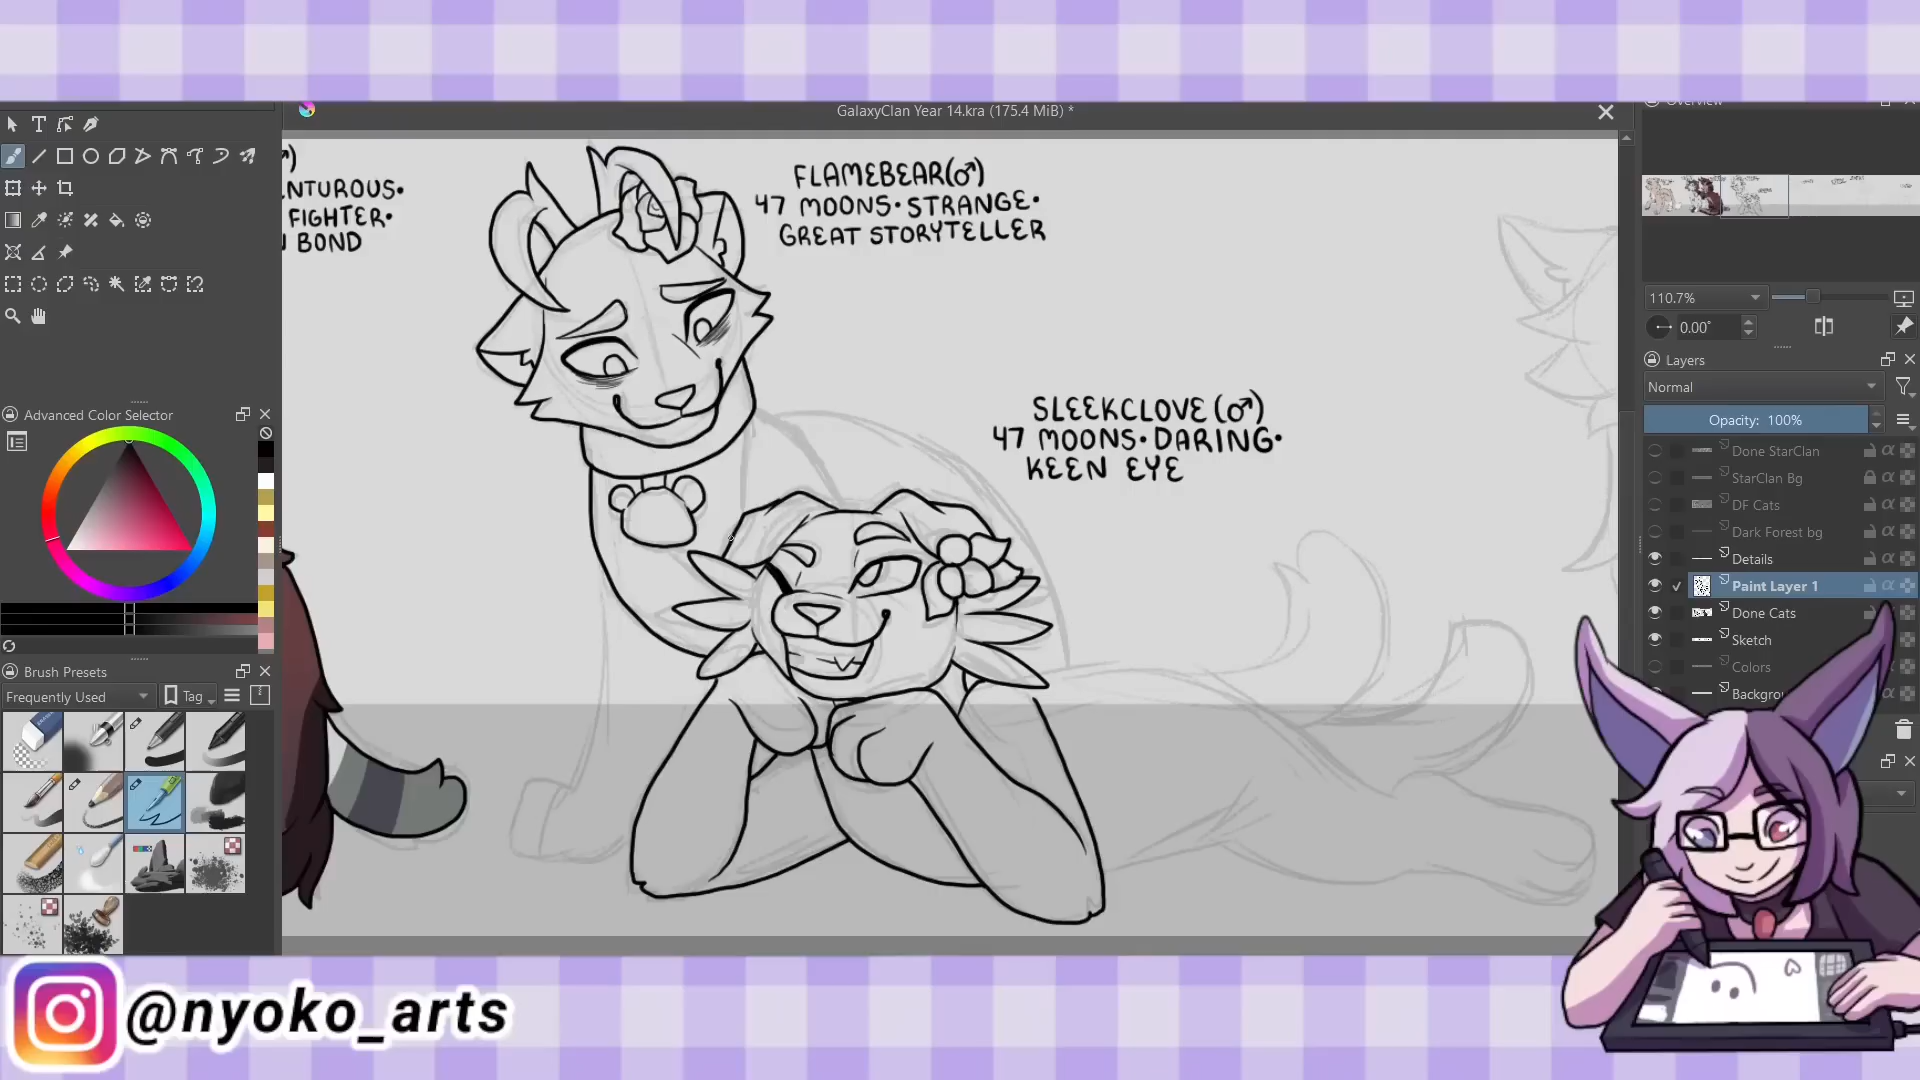 GalaxyClan Year 14.kra (175.4 MiB) *
Overview
NTUROUS•
FIGHTER•
BOND
FLAMEBEAR(♂)
47 MOONS•STRANGE•
GREAT STORYTELLER
SLEEKCLOVE(♂)
47 MOONS•DARING•
KEEN EYE
110.7%
0.00°
Layers
Normal
Opacity: 100%
Done StarClan
StarClan Bg
DF Cats
Dark Forest bg
Details
Paint Layer 1
Done Cats
Sketch
Colors
Backgrou
Advanced Color Selector
Brush Presets
Frequently Used
Tag
@nyoko_arts